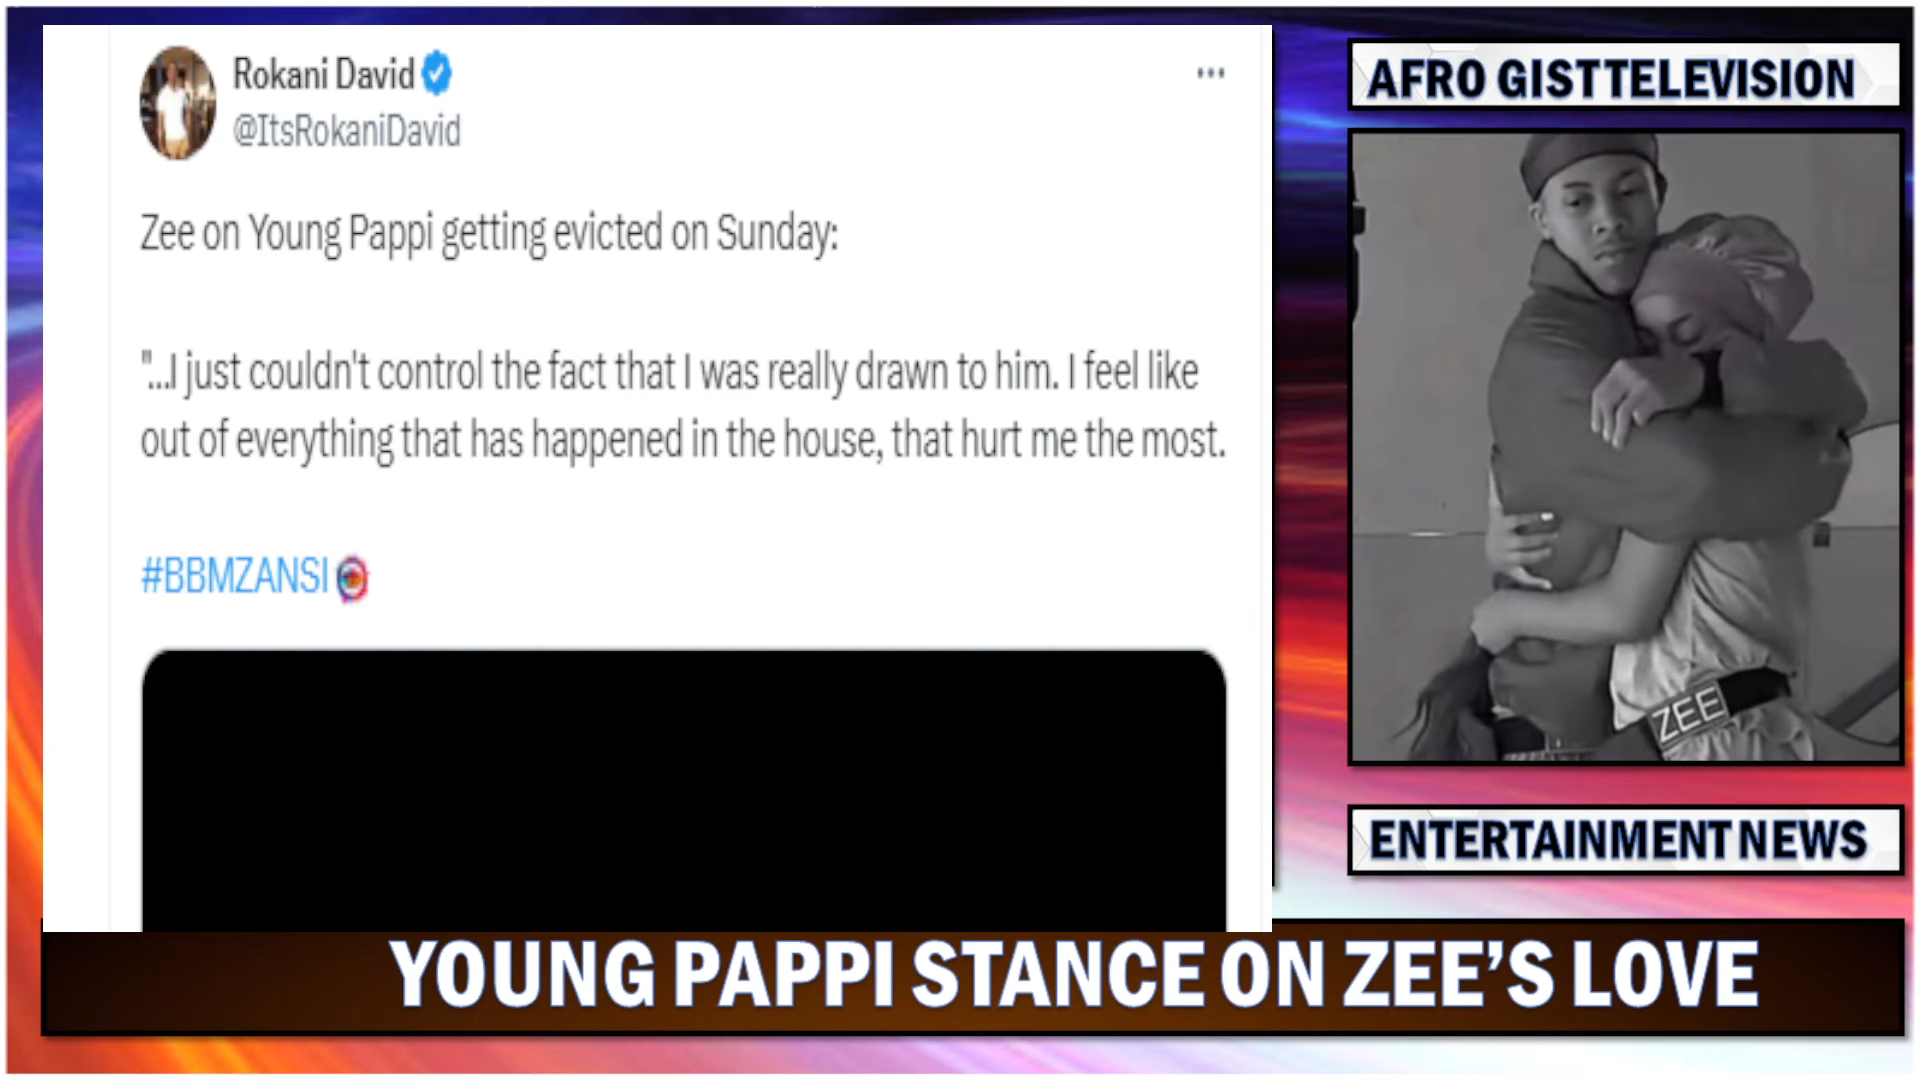 Rokani David
@ItsRokaniDavid
Zee on Young Pappi getting evicted on Sunday:
"...I just couldn't control the fact that I was really drawn to him. I feel like
out of everything that has happened in the house, that hurt me the most.
#BBMZANSI
AFRO GIST TELEVISION
ZEE
ENTERTAINMENT NEWS
YOUNG PAPPI STANCE ON ZEE’S LOVE